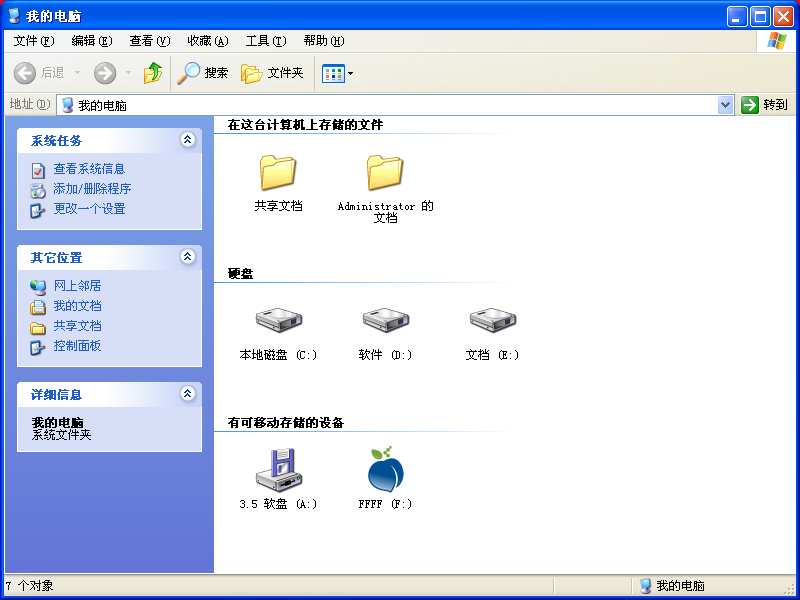 我的电脑
文件(F) 编辑(E) 查看(V) 收藏(A) 工具(T) 帮助(H)
后退 搜索 文件夹
地址(D) 我的电脑 转到
系统任务
查看系统信息
添加/删除程序
更改一个设置
其它位置
网上邻居
我的文档
共享文档
控制面板
详细信息
我的电脑
系统文件夹
在这台计算机上存储的文件
共享文档
Administrator 的
文档
硬盘
本地磁盘 (C:) 软件 (D:) 文档 (E:)
有可移动存储的设备
3.5 软盘 (A:) FFFF (F:)
7 个对象 我的电脑